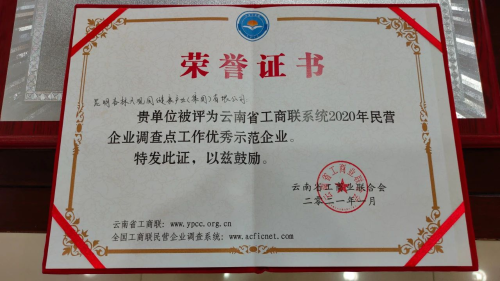 荣誉证书
昆明杏林大观园健康产业(集团)有限公司:
贵单位被评为云南省工商联系统2020年民营
企业调查点工作优秀示范企业。
特发此证，以兹鼓励。
云南省工商业联合会
二〇二一年一月
云南省工商联: www.ypcc.org.cn
全国工商联民营企业调查系统: www.acficnet.com